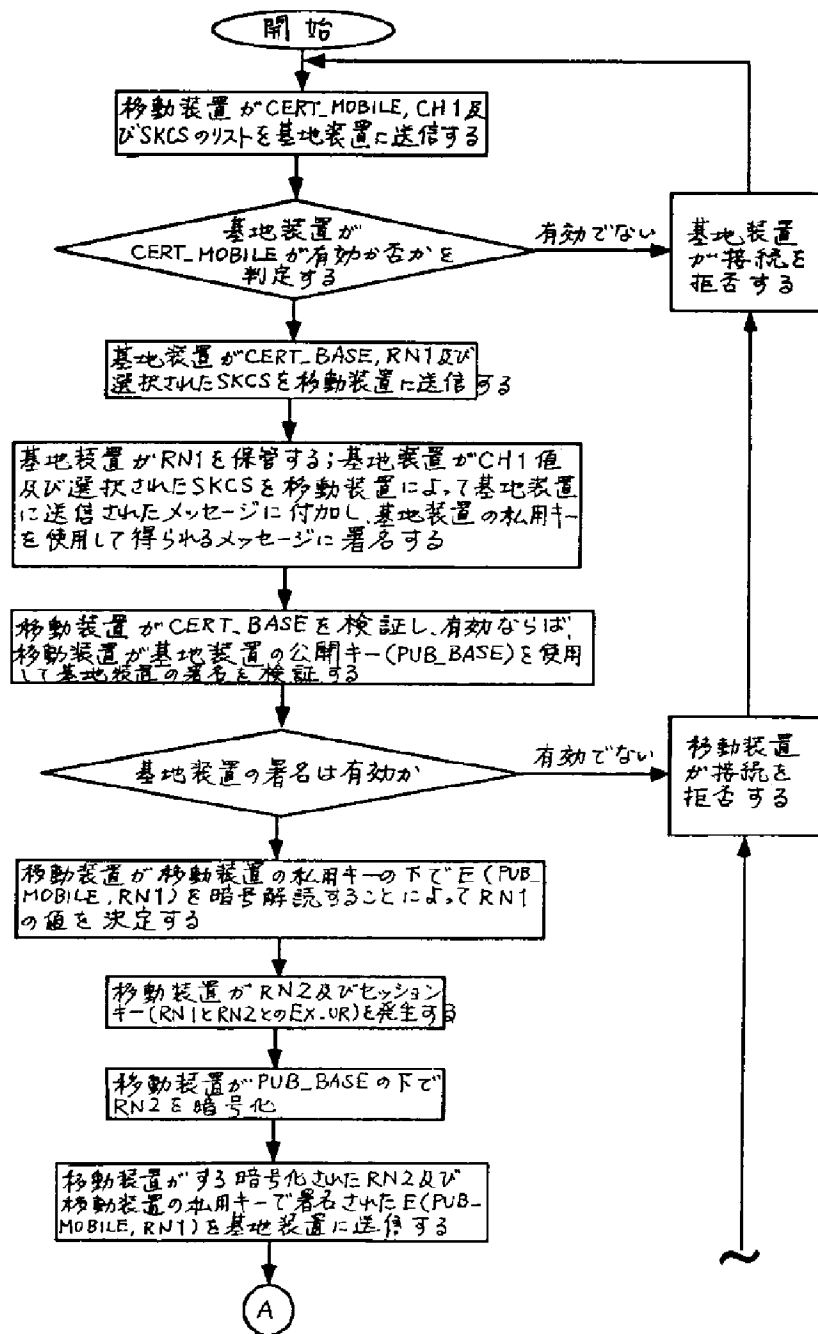 開始
移動装置がCERT_MOBILE, CH1及
びSKCSのリストを基地装置に送信する
基地装置が
CERT_MOBILEが有効か否かを
判定する
有効でない
基地装置
が接続を
拒否する
基地装置がCERT_BASE, RN1及び
選択されたSKCSを移動装置に送信する
基地装置がRN1を保管する;基地装置がCH1値
及び選択されたSKCSを移動装置によって基地装置
に送信されたメッセージに付加し、基地装置の私用キー
を使用して得られるメッセージに署名する
移動装置がCERT_BASEを検証し、有効ならば、
移動装置が基地装置の公開キー(PUB_BASE)を使用
して基地装置の署名を検証する
基地装置の署名は有効か
有効でない
移動装置
が接続を
拒否する
移動装置が移動装置の私用キーの下でE(PUB_
MOBILE, RN1)を暗号解読することによってRN1
の値を決定する
移動装置がRN2及びセッション
キー(RN1とRN2とのEX-OR)を発生する
移動装置がPUB_BASEの下で
RN2を暗号化
移動装置がする暗号化されたRN2及び
移動装置の私用キーで署名されたE(PUB_
MOBILE, RN1)を基地装置に送信する
A